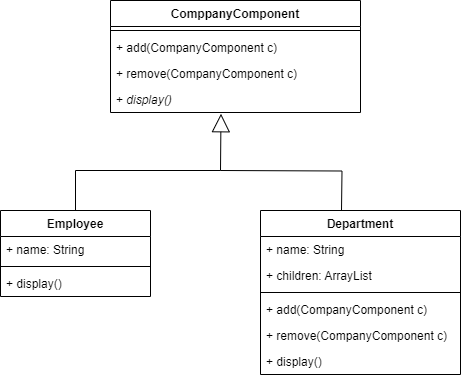 ComppanyComponent
+ add(CompanyComponent c)
+ remove(CompanyComponent c)
+ display()
Employee
+ name: String
+ display()
Department
+ name: String
+ children: ArrayList
+ add(CompanyComponent c)
+ remove(CompanyComponent c)
+ display()